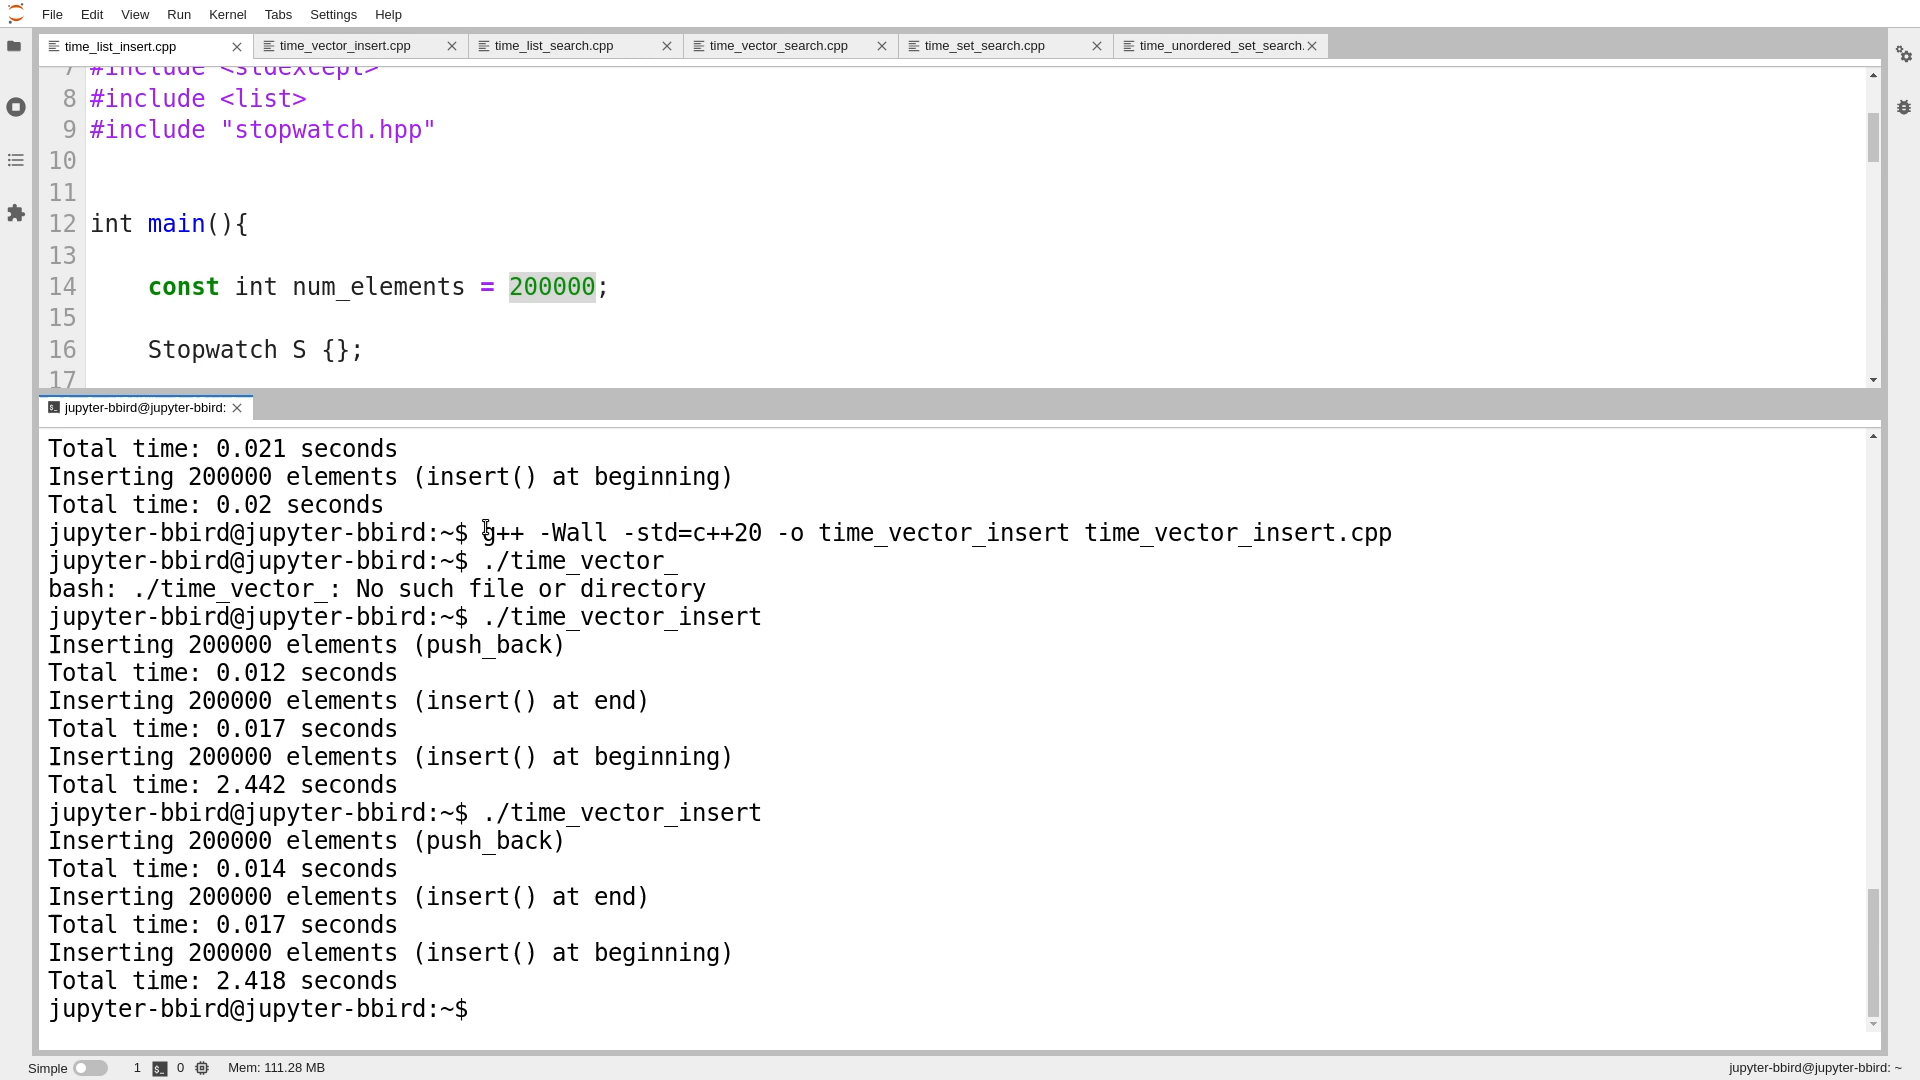 File Edit View Run Kernel Tabs Settings Help
time_list_insert.cpp time_vector_insert.cpp time_list_search.cpp time_vector_search.cpp time_set_search.cpp time_unordered_set_search.
7 #include <stdexcept>
8 #include <list>
9 #include "stopwatch.hpp"
10
11
12 int main(){
13
14 const int num_elements = 200000;
15
16 Stopwatch S {};
17
jupyter-bbird@jupyter-bbird:
Total time: 0.021 seconds
Inserting 200000 elements (insert() at beginning)
Total time: 0.02 seconds
jupyter-bbird@jupyter-bbird:~$ g++ -Wall -std=c++20 -o time_vector_insert time_vector_insert.cpp
jupyter-bbird@jupyter-bbird:~$ ./time_vector_
bash: ./time_vector_: No such file or directory
jupyter-bbird@jupyter-bbird:~$ ./time_vector_insert
Inserting 200000 elements (push_back)
Total time: 0.012 seconds
Inserting 200000 elements (insert() at end)
Total time: 0.017 seconds
Inserting 200000 elements (insert() at beginning)
Total time: 2.442 seconds
jupyter-bbird@jupyter-bbird:~$ ./time_vector_insert
Inserting 200000 elements (push_back)
Total time: 0.014 seconds
Inserting 200000 elements (insert() at end)
Total time: 0.017 seconds
Inserting 200000 elements (insert() at beginning)
Total time: 2.418 seconds
jupyter-bbird@jupyter-bbird:~$
Simple 1 0 Mem: 111.28 MB jupyter-bbird@jupyter-bbird: ~